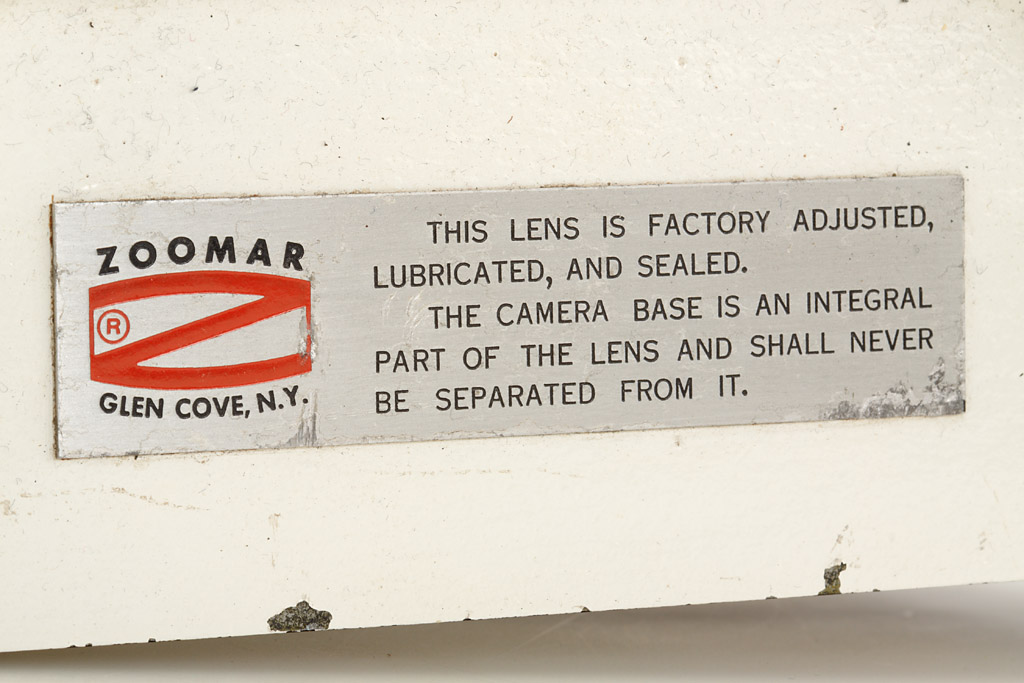 ZOOMAR
®
GLEN COVE, N.Y.
THIS LENS IS FACTORY ADJUSTED,
LUBRICATED, AND SEALED.
THE CAMERA BASE IS AN INTEGRAL
PART OF THE LENS AND SHALL NEVER
BE SEPARATED FROM IT.